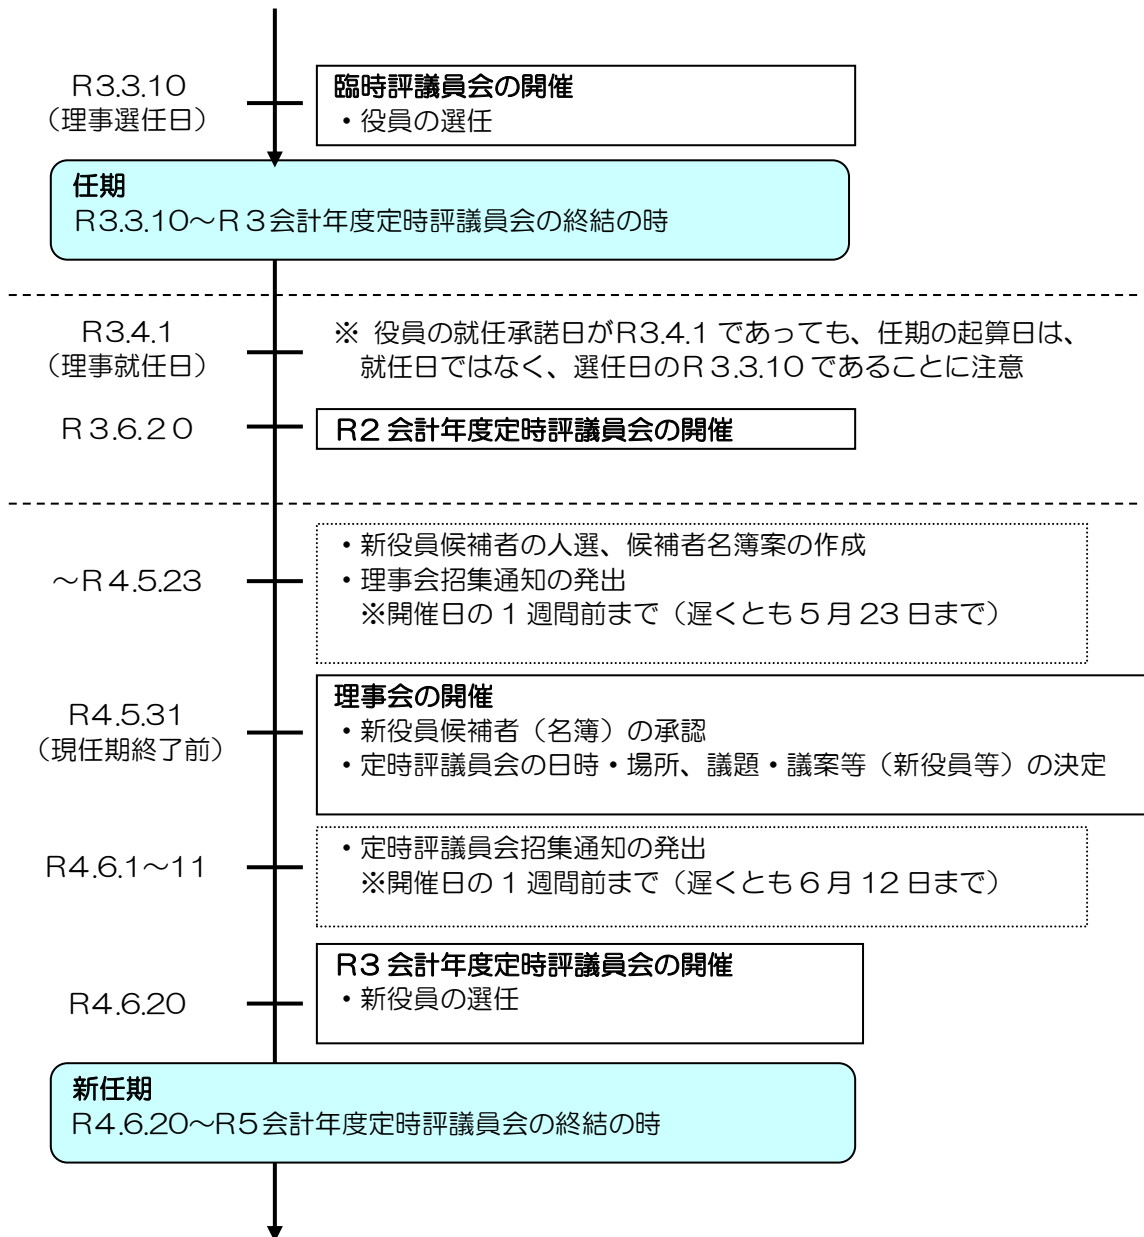 R3.3.10
（理事選任日）
臨時評議員会の開催
・役員の選任
任期
R3.3.10～R３会計年度定時評議員会の終結の時
R3.4.1
（理事就任日）
※ 役員の就任承諾日がR3.4.1 であっても、任期の起算日は、
就任日ではなく、選任日のR３.3.10 であることに注意
R３.6.２０
R2 会計年度定時評議員会の開催
～R４.5.23
・新役員候補者の人選、候補者名簿案の作成
・理事会招集通知の発出
※開催日の 1 週間前まで（遅くとも５月 23 日まで）
R4.5.31
（現任期終了前）
理事会の開催
・新役員候補者（名簿）の承認
・定時評議員会の日時・場所、議題・議案等（新役員等）の決定
R4.6.1～11
・定時評議員会招集通知の発出
※開催日の 1 週間前まで（遅くとも６月 12 日まで）
R4.6.20
R3 会計年度定時評議員会の開催
・新役員の選任
新任期
R4.6.20～R5会計年度定時評議員会の終結の時